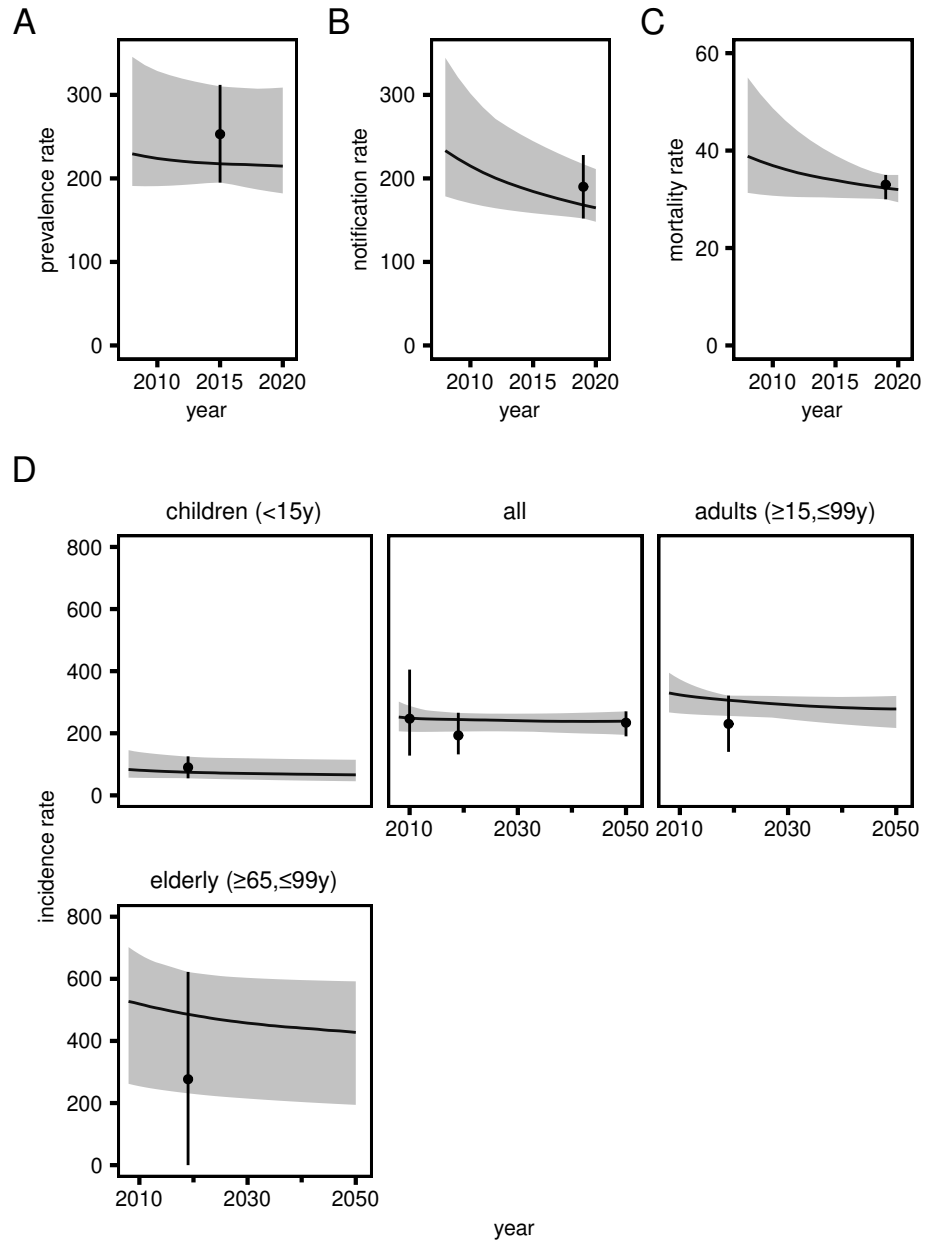 A
B
C
prevalence rate
300
200
100
0
2010
2015
2020
year
notification rate
300
200
100
0
2010
2015
2020
year
mortality rate
60
40
20
0
2010
2015
2020
year
D
incidence rate
children (<15y)
all
adults (≥15,≤99y)
800
600
400
200
0
2010
2030
2050
2010
2030
2050
elderly (≥65,≤99y)
800
600
400
200
0
2010
2030
2050
year